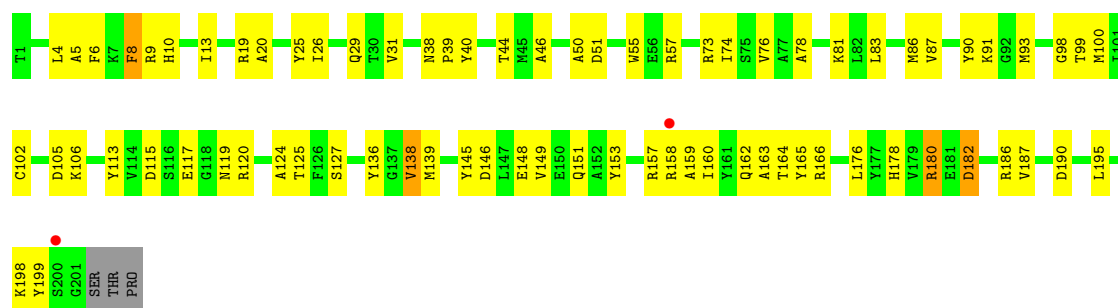 T1 L4 A5 F6 K7 F8 R9 H10 I13 R19 A20 Y25 I26 Q29 T30 V31 N38 P39 Y40 T44 M45 A46 A50 D51 W55 E56 R57 R73 I74 S75 V76 A77 A78 K81 L82 L83 M86 V87 Y90 K91 G92 M93 G98 T99 M100 I101
C102 D105 K106 Y113 V114 D115 S116 E117 G118 N119 R120 A124 T125 F126 S127 Y136 G137 V138 M139 Y145 D146 L147 E148 V149 E150 Q151 A152 Y153 R157 R158 A159 I160 Y161 Q162 A163 T164 Y165 R166 L176 Y177 H178 V179 R180 E181 D182 R186 V187 D190 L195
K198 Y199 S200 G201 SER THR PRO